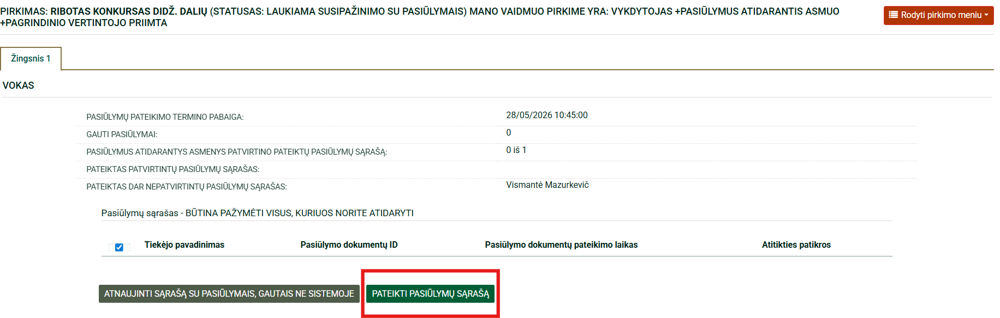 PIRKIMAS: RIBOTAS KONKURSAS DIDŽ. DALIŲ (STATUSAS: LAUKIAMA SUSIPAŽINIMO SU PASIŪLYMAIS) MANO VAIDMUO PIRKIME YRA: VYKDYTOJAS +PASIŪLYMUS ATIDARANTIS ASMUO
+PAGRINDINIO VERTINTOJO PRIIMTA
Rodyti pirkimo meniu
Žingsnis 1
VOKAS
PASIŪLYMŲ PATEIKIMO TERMINO PABAIGA: 28/05/2026 10:45:00
GAUTI PASIŪLYMAI: 0
PASIŪLYMUS ATIDARANTYS ASMENYS PATVIRTINO PATEIKTŲ PASIŪLYMŲ SĄRAŠĄ: 0 iš 1
PATEIKTAS PATVIRTINTŲ PASIŪLYMŲ SĄRAŠAS:
PATEIKTAS DAR NEPATVIRTINTŲ PASIŪLYMŲ SĄRAŠAS: Vismantė Mazurkevič
Pasiūlymų sąrašas - BŪTINA PAŽYMĖTI VISUS, KURIUOS NORITE ATIDARYTI
Tiekėjo pavadinimas Pasiūlymo dokumentų ID Pasiūlymo dokumentų pateikimo laikas Atitikties patikros
ATNAUJINTI SĄRAŠĄ SU PASIŪLYMAIS, GAUTAIS NE SISTEMOJE PATEIKTI PASIŪLYMŲ SĄRAŠĄ